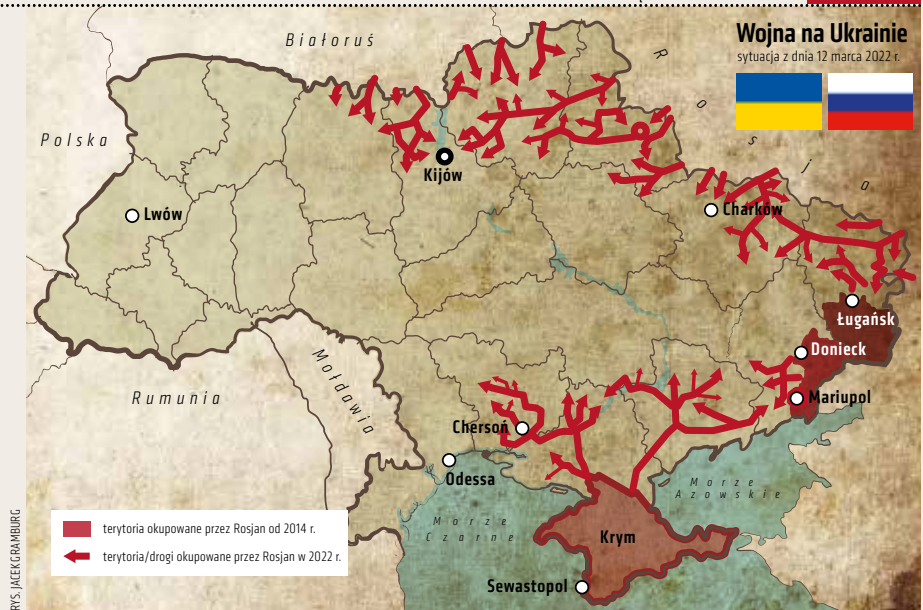 Wojna na Ukrainie
sytuacja z dnia 12 marca 2022 r.
Białoruś
Rosja
Polska
Kijów
Lwów
Charków
Ługańsk
Donieck
Mołdawia
Rumunia
Mariupol
Chersoń
Odessa
Morze
Azowskie
Morze
Czarne
Krym
Sewastopol
terytoria okupowane przez Rosjan od 2014 r.
terytoria/drogi okupowane przez Rosjan w 2022 r.
RYS. JACEK GRAMBURG